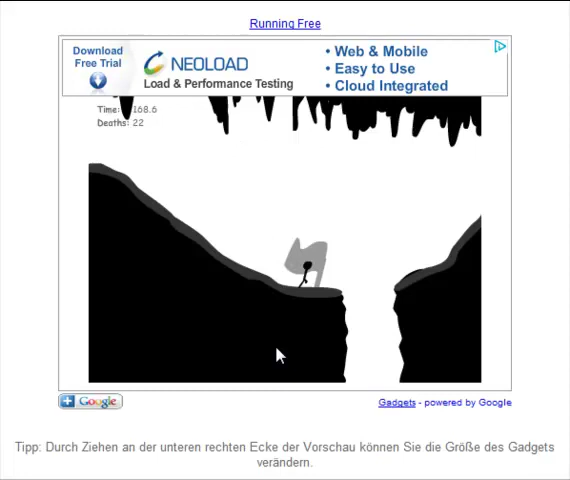 Running Free
Download
Free Trial
NEOLOAD
Load & Performance Testing
• Web & Mobile
• Easy to Use
• Cloud Integrated
Time: 168.6
Deaths: 22
Google
Gadgets - powered by Google
Tipp: Durch Ziehen an der unteren rechten Ecke der Vorschau können Sie die Größe des Gadgets
verändern.